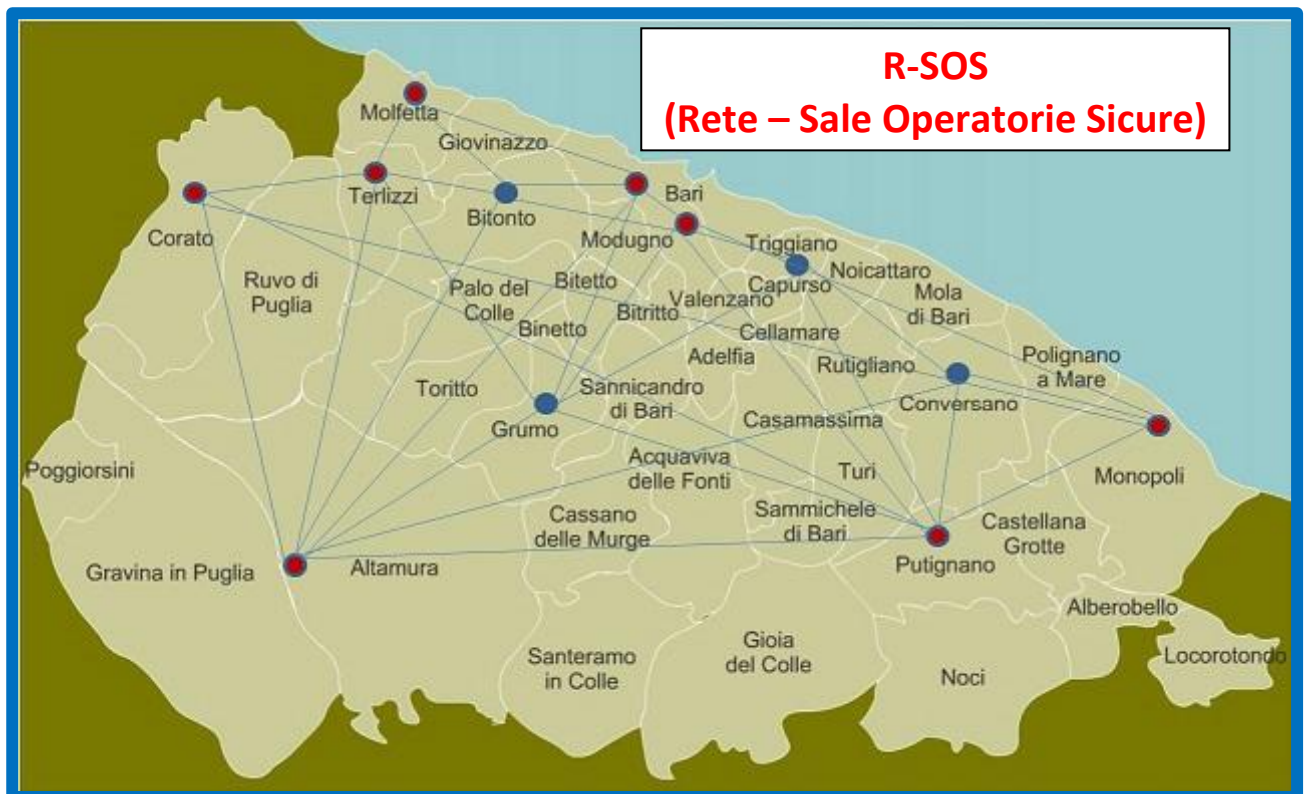 R-SOS
(Rete – Sale Operatorie Sicure)
Molfetta
Giovinazzo
Terlizzi
Bari
Bitonto
Corato
Modugno
Triggiano
Noicattaro
Ruvo di
Puglia
Palo del
Colle
Bitetto
Valenzano
Capurso
Mola
di Bari
Binetto
Bitritto
Cellamare
Adelfia
Rutigliano
Polignano
a Mare
Toritto
Sannicandro
di Bari
Conversano
Casamassima
Grumo
Poggiorsini
Acquaviva
delle Fonti
Turi
Monopoli
Cassano
delle Murge
Sammichele
di Bari
Castellana
Grotte
Gravina in Puglia
Altamura
Putignano
Alberobello
Santeramo
in Colle
Gioia
del Colle
Noci
Locorotondo